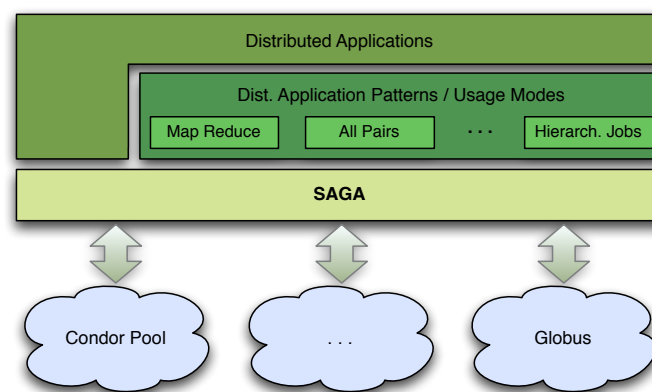 Distributed Applications
Dist. Application Patterns / Usage Modes
Map Reduce All Pairs . . . Hierarch. Jobs
SAGA
Condor Pool . . . Globus